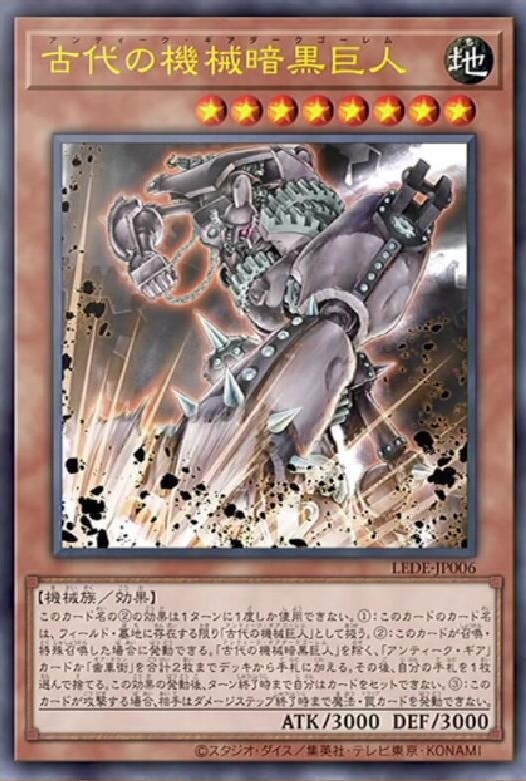 アンティーク・ギアダークゴーレム
古代の機械暗黒巨人
地
LEDE-JP006
【機械族／効果】
このカード名の②の効果は1ターンに1度しか使用できない。①：このカードのカード名
は、フィールド・墓地に存在する限り「古代の機械巨人」として扱う。②：このカードが召喚・
特殊召喚した場合に発動できる。「古代の機械暗黒巨人」を除く、「アンティーク・ギア」
カードか「歯車街」を合計2枚までデッキから手札に加える。その後、自分の手札を1枚
選んで捨てる。この効果の発動後、ターン終了時まで自分はカードをセットできない。③：この
カードが攻撃する場合、相手はダメージステップ終了時まで魔法・罠カードを発動できない。
ATK/3000 DEF/3000
©スタジオ・ダイス／集英社・テレビ東京・KONAMI